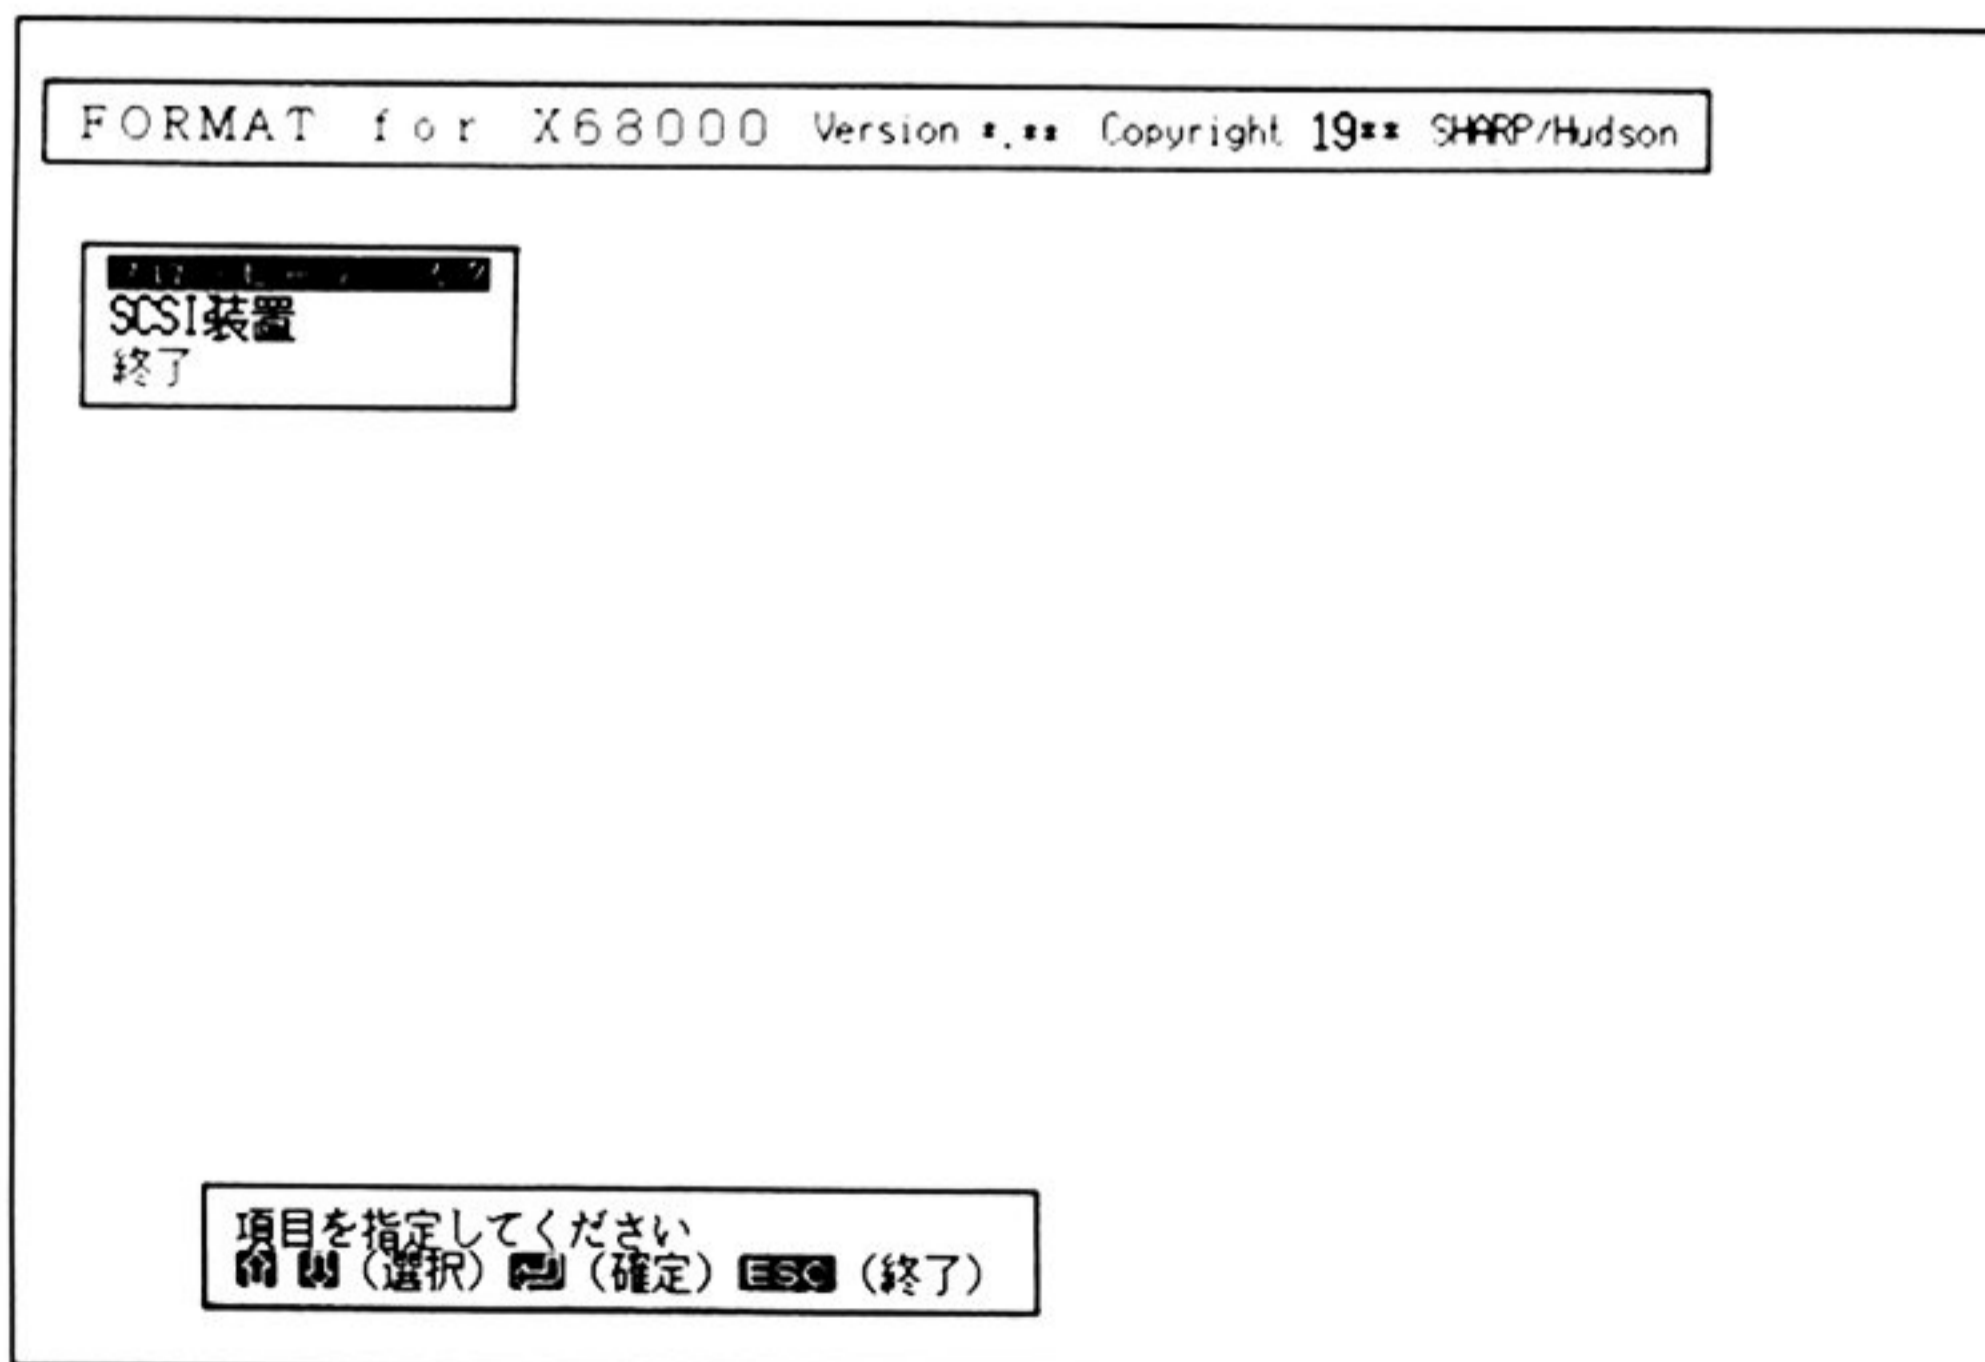 FORMAT for X68000 Version *.** Copyright 19** SHARP/Hudson
SCSI装置
終了
項目を指定してください
↑ ↓ (選択) ↵ (確定) ESC (終了)